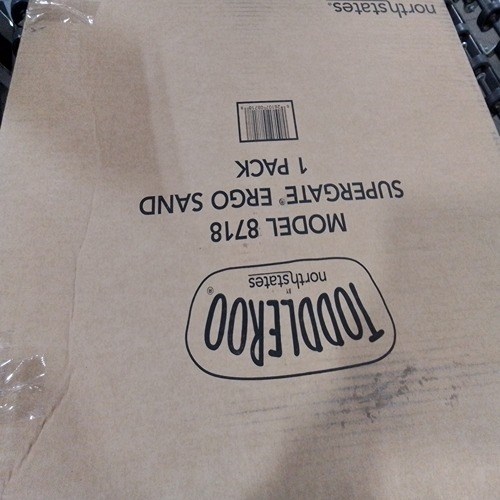 TODDLEROO®
northstates
MODEL 8718
SUPERGATE® ERGO SAND
1 PACK
northstates®